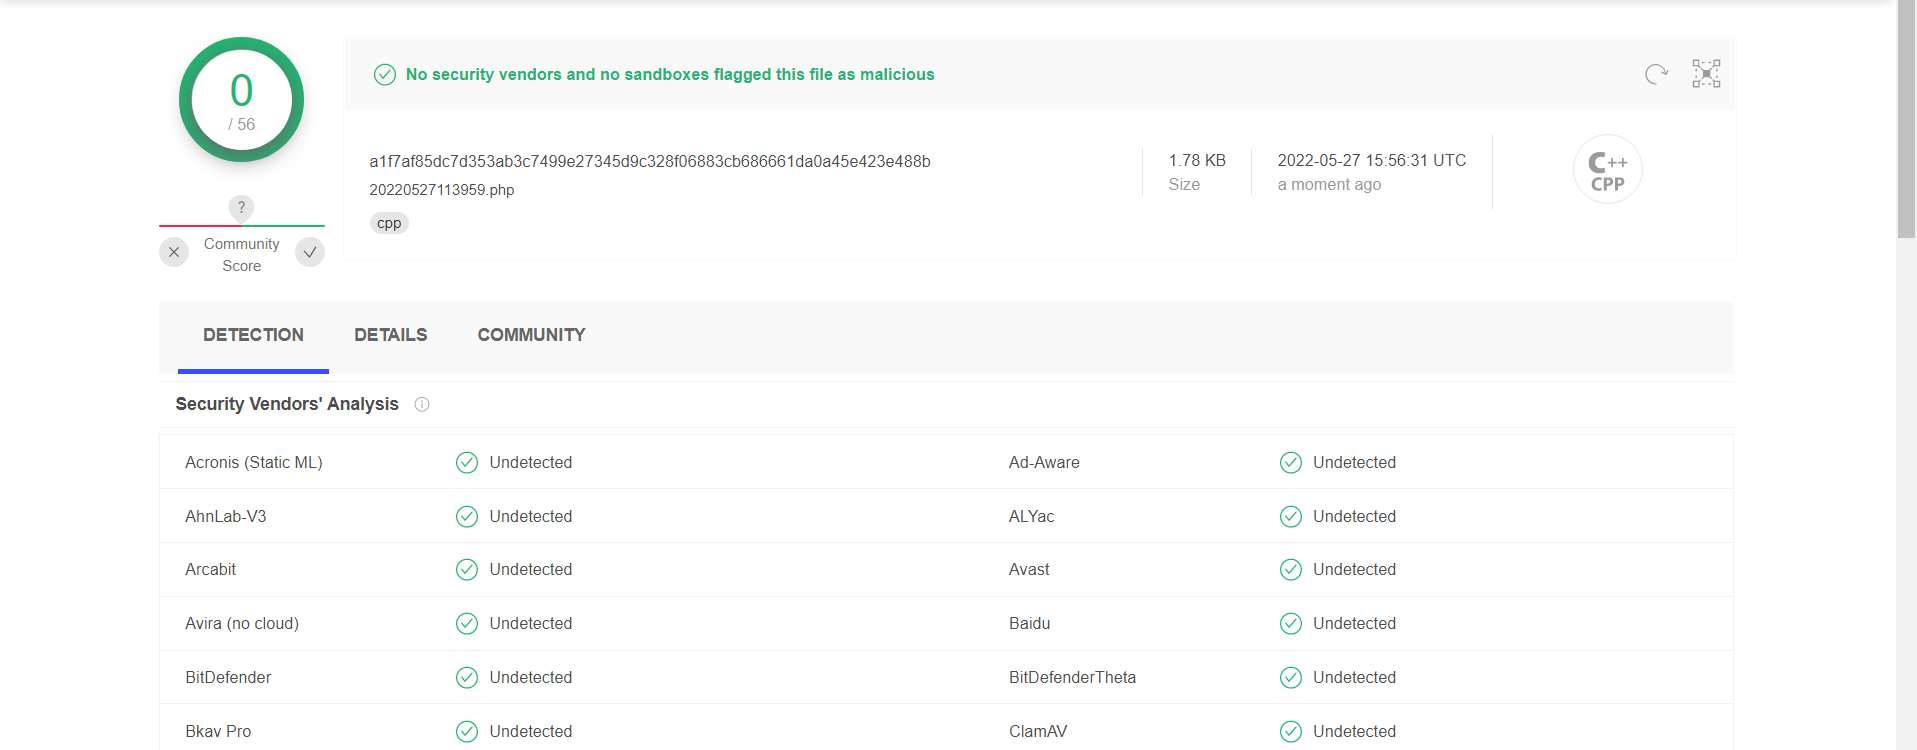 0
/ 56
?
Community
Score
No security vendors and no sandboxes flagged this file as malicious
a1f7af85dc7d353ab3c7499e27345d9c328f06883cb686661da0a45e423e488b
20220527113959.php
cpp
1.78 KB
Size
2022-05-27 15:56:31 UTC
a moment ago
C++
CPP
DETECTION DETAILS COMMUNITY
Security Vendors' Analysis
Acronis (Static ML) Undetected Ad-Aware Undetected
AhnLab-V3 Undetected ALYac Undetected
Arcabit Undetected Avast Undetected
Avira (no cloud) Undetected Baidu Undetected
BitDefender Undetected BitDefenderTheta Undetected
Bkav Pro Undetected ClamAV Undetected